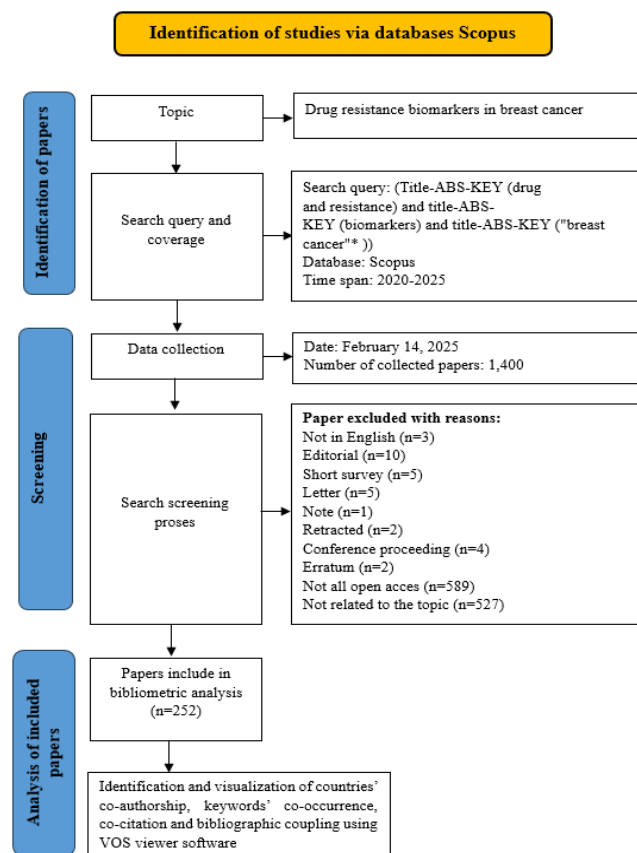 Identification of studies via databases Scopus
Identification of papers
Topic
Drug resistance biomarkers in breast cancer
Search query and
coverage
Search query: (Title-ABS-KEY (drug
and resistance) and title-ABS-
KEY (biomarkers) and title-ABS-KEY ("breast
cancer"* ))
Database: Scopus
Time span: 2020-2025
Screening
Data collection
Date: February 14, 2025
Number of collected papers: 1,400
Search screening
proses
Paper excluded with reasons:
Not in English (n=3)
Editorial (n=10)
Short survey (n=5)
Letter (n=5)
Note (n=1)
Retracted (n=2)
Conference proceeding (n=4)
Erratum (n=2)
Not all open acces (n=589)
Not related to the topic (n=527)
Analysis of included
papers
Papers include in
bibliometric analysis
(n=252)
Identification and visualization of countries’
co-authorship, keywords’ co-occurrence,
co-citation and bibliographic coupling using
VOS viewer software